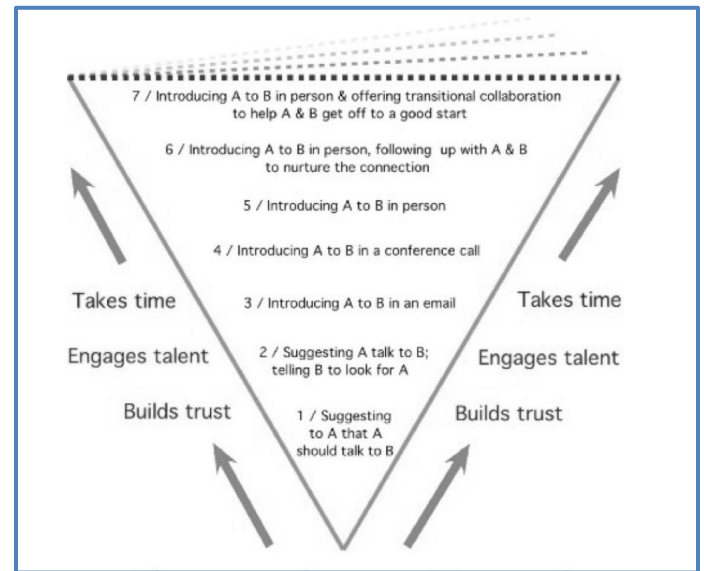 7 / Introducing A to B in person & offering transitional collaboration
to help A & B get off to a good start
6 / Introducing A to B in person, following up with A & B
to nurture the connection
5 / Introducing A to B in person
4 / Introducing A to B in a conference call
3 / Introducing A to B in an email
2 / Suggesting A talk to B;
telling B to look for A
1 / Suggesting
to A that A
should talk to B
Takes time
Engages talent
Builds trust
Takes time
Engages talent
Builds trust